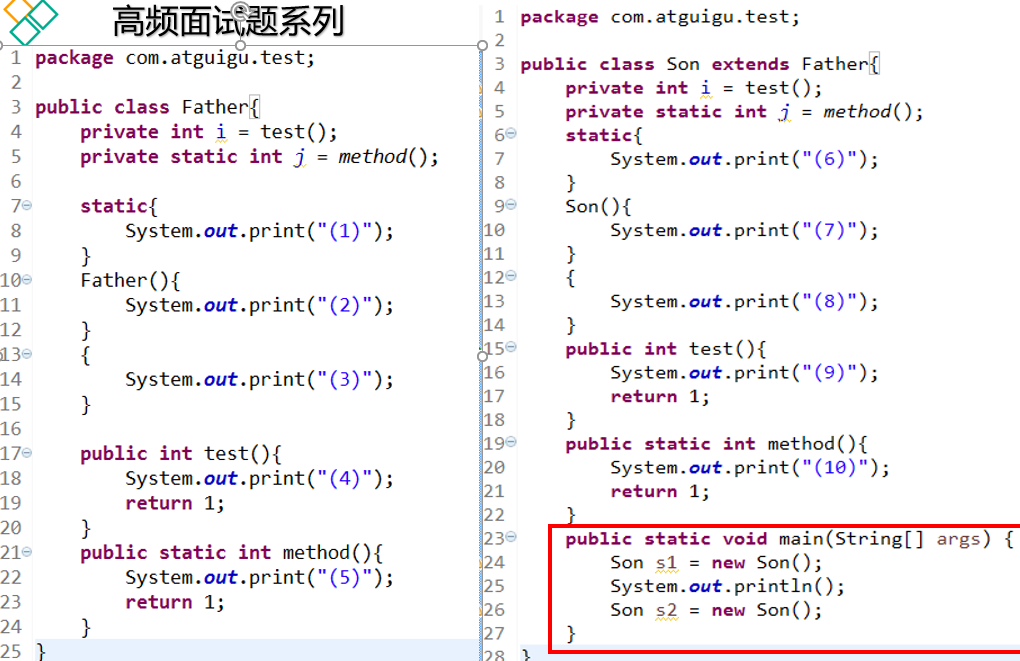 高频面试题系列
1 package com.atguigu.test;
2
3 public class Father{
4 private int i = test();
5 private static int j = method();
6
7 static{
8 System.out.print("(1)");
9 }
10 Father(){
11 System.out.print("(2)");
12 }
13 {
14 System.out.print("(3)");
15 }
16
17 public int test(){
18 System.out.print("(4)");
19 return 1;
20 }
21 public static int method(){
22 System.out.print("(5)");
23 return 1;
24 }
25 }
1 package com.atguigu.test;
2
3 public class Son extends Father{
4 private int i = test();
5 private static int j = method();
6 static{
7 System.out.print("(6)");
8 }
9 Son(){
10 System.out.print("(7)");
11 }
12 {
13 System.out.print("(8)");
14 }
15 public int test(){
16 System.out.print("(9)");
17 return 1;
18 }
19 public static int method(){
20 System.out.print("(10)");
21 return 1;
22 }
23 public static void main(String[] args) {
24 Son s1 = new Son();
25 System.out.println();
26 Son s2 = new Son();
27 }
28 }